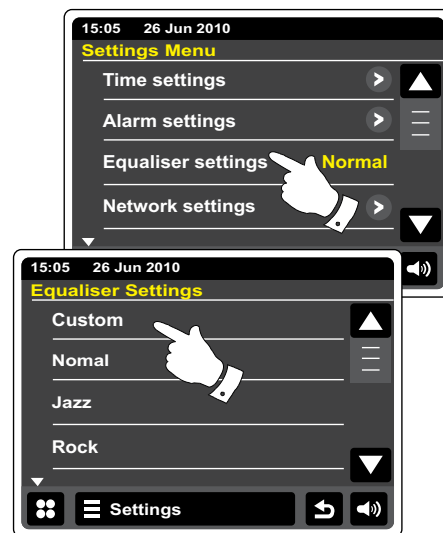 15:05 26 Jun 2010
Settings Menu
Time settings
Alarm settings
Equaliser settings Normal
Network settings
15:05 26 Jun 2010
Equaliser Settings
Custom
Nomal
Jazz
Rock
Settings